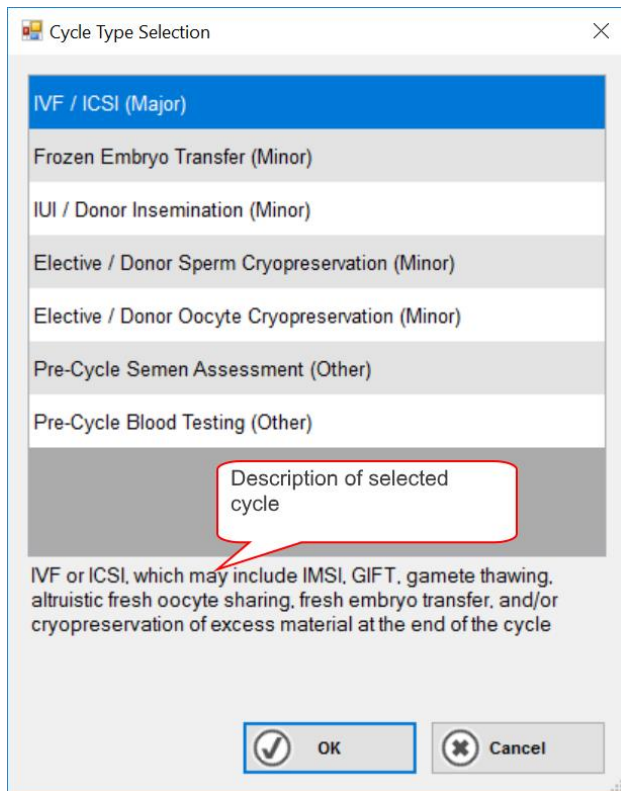 Cycle Type Selection
IVF / ICSI (Major)
Frozen Embryo Transfer (Minor)
IUI / Donor Insemination (Minor)
Elective / Donor Sperm Cryopreservation (Minor)
Elective / Donor Oocyte Cryopreservation (Minor)
Pre-Cycle Semen Assessment (Other)
Pre-Cycle Blood Testing (Other)
Description of selected
cycle
IVF or ICSI, which may include IMSI, GIFT, gamete thawing,
altruistic fresh oocyte sharing, fresh embryo transfer, and/or
cryopreservation of excess material at the end of the cycle
OK
Cancel